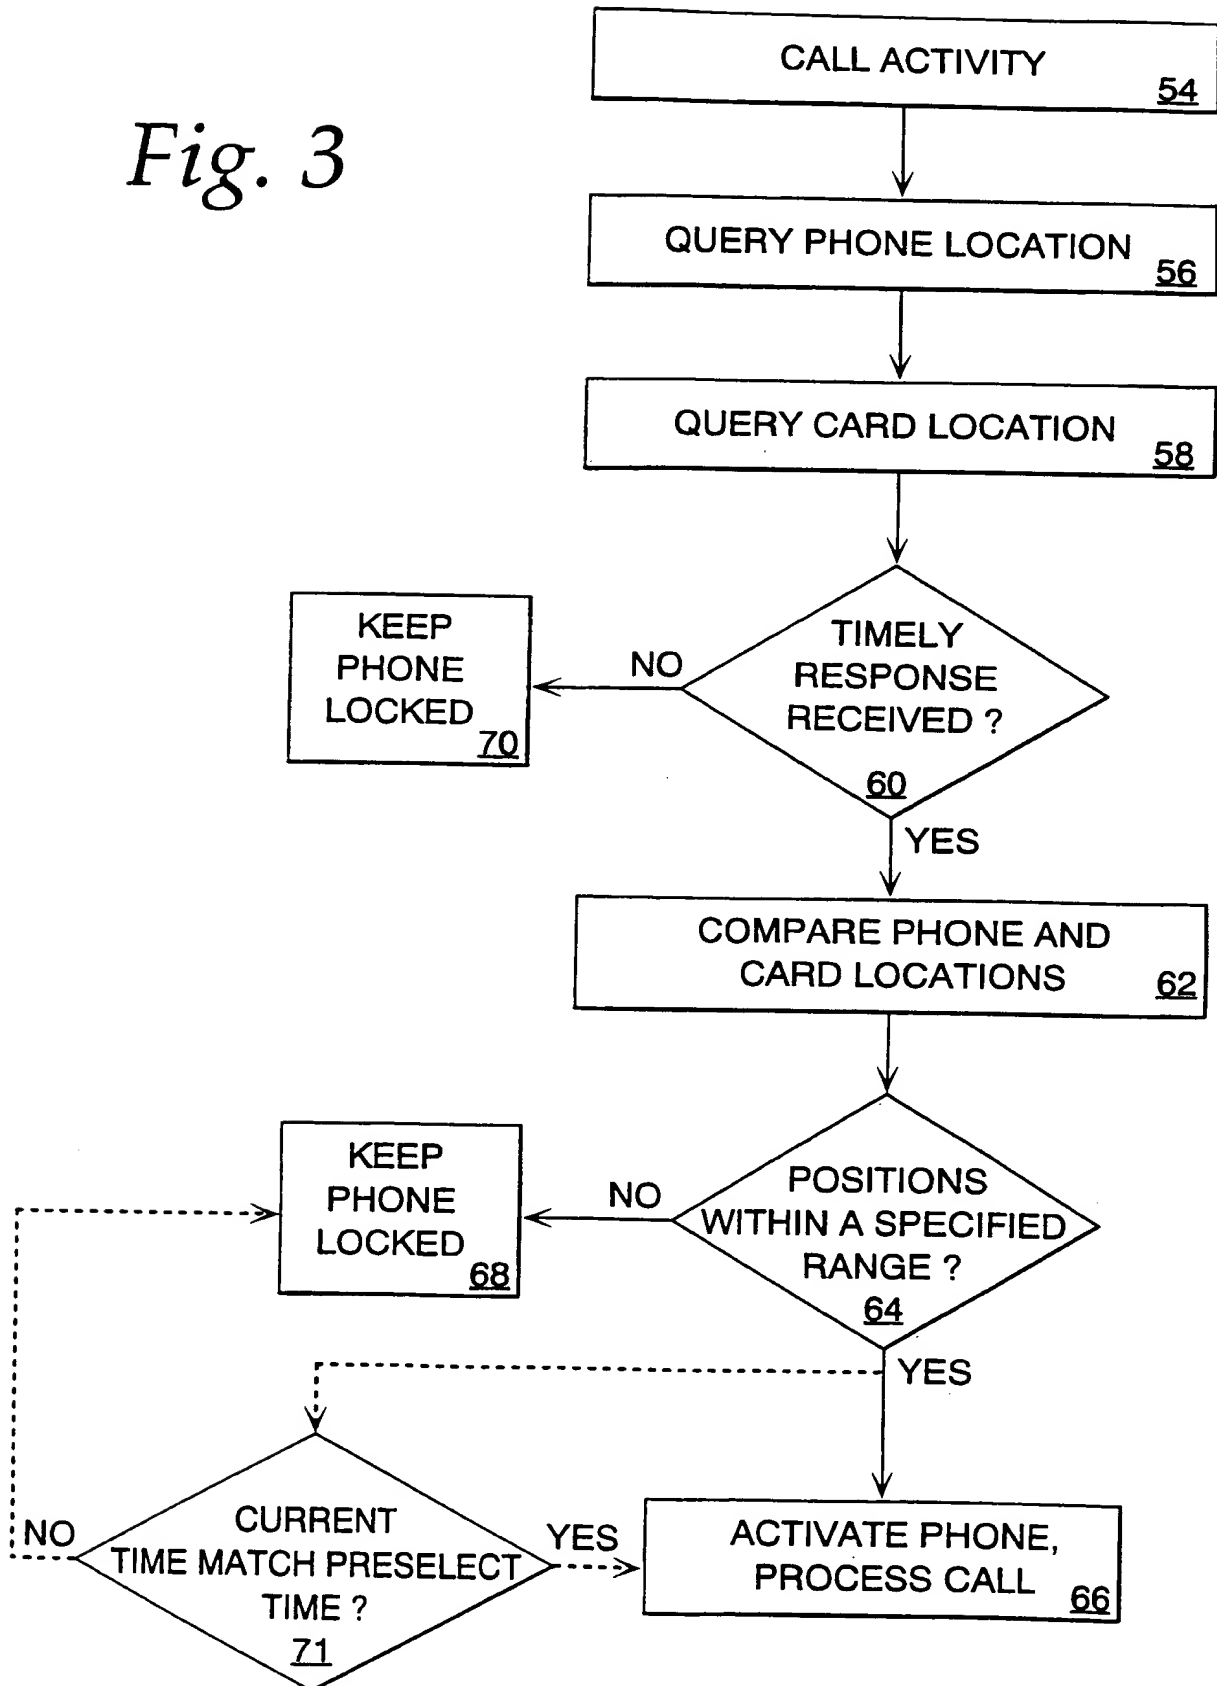 Fig. 3
CALL ACTIVITY
54
QUERY PHONE LOCATION
56
QUERY CARD LOCATION
58
TIMELY
RESPONSE
RECEIVED ?
60
NO
KEEP
PHONE
LOCKED
70
YES
COMPARE PHONE AND
CARD LOCATIONS
62
POSITIONS
WITHIN A SPECIFIED
RANGE ?
64
NO
KEEP
PHONE
LOCKED
68
YES
CURRENT
TIME MATCH PRESELECT
TIME ?
71
NO
YES
ACTIVATE PHONE,
PROCESS CALL
66